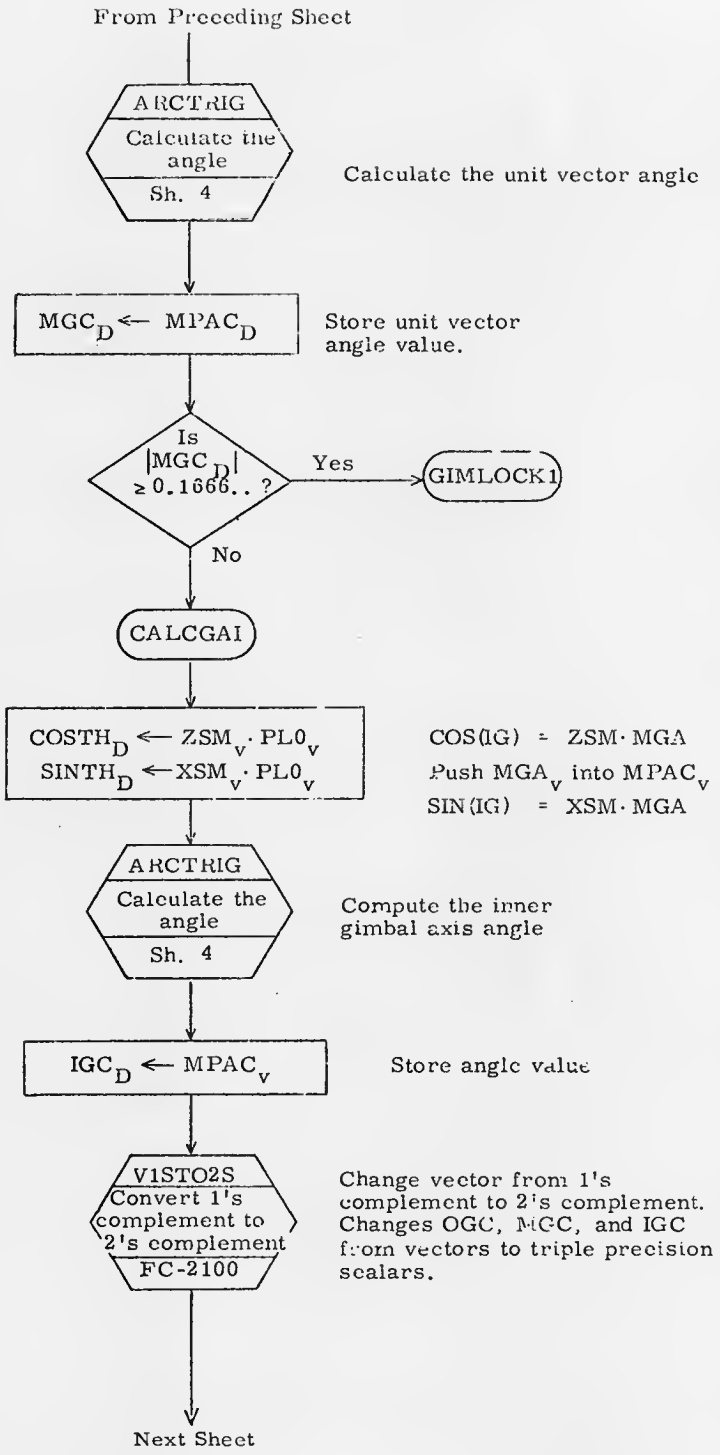 From Preceding Sheet
ARCTRIG
Calculate the
angle
Sh. 4
Calculate the unit vector angle
MGC_D ← MPAC_D
Store unit vector
angle value.
Is
|MGC_D|
≥ 0.1666.. ?
Yes
GIMLOCK1
No
CALCGAI
COSTH_D ← ZSM_v · PL0_v
SINTH_D ← XSM_v · PL0_v
COS(IG) = ZSM · MGA
Push MGA_v into MPAC_v
SIN(IG) = XSM · MGA
ARCTRIG
Calculate the
angle
Sh. 4
Compute the inner
gimbal axis angle
IGC_D ← MPAC_v
Store angle value
V1STO2S
Convert 1's
complement to
2's complement
FC-2100
Change vector from 1's
complement to 2's complement.
Changes OGC, MGC, and IGC
from vectors to triple precision
scalars.
Next Sheet